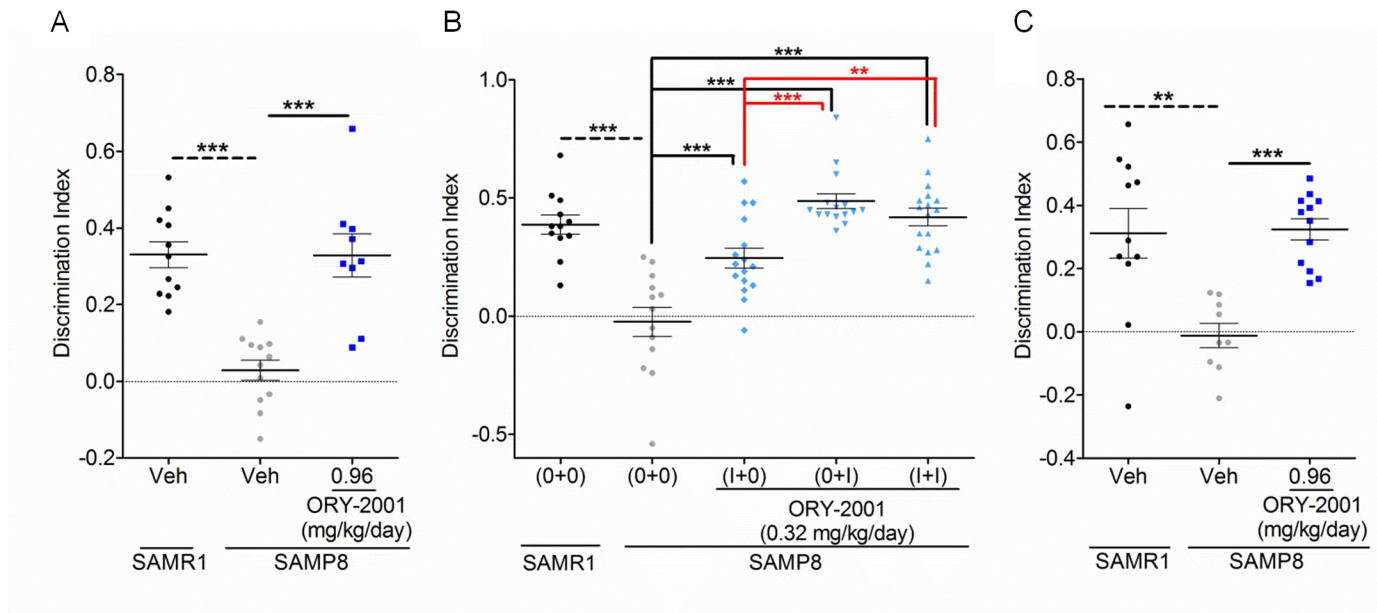 A
Discrimination Index
0.8
0.6
0.4
0.2
0.0
-0.2
***
***
Veh
Veh
0.96
ORY-2001
(mg/kg/day)
SAMR1
SAMP8
B
Discrimination Index
1.0
0.5
0.0
-0.5
***
**
***
***
***
***
(0+0)
(0+0)
(I+0)
(0+I)
(I+I)
ORY-2001
(0.32 mg/kg/day)
SAMR1
SAMP8
C
Discrimination Index
0.8
0.6
0.4
0.2
0.0
-0.2
-0.4
**
***
Veh
Veh
0.96
ORY-2001
(mg/kg/day)
SAMR1
SAMP8